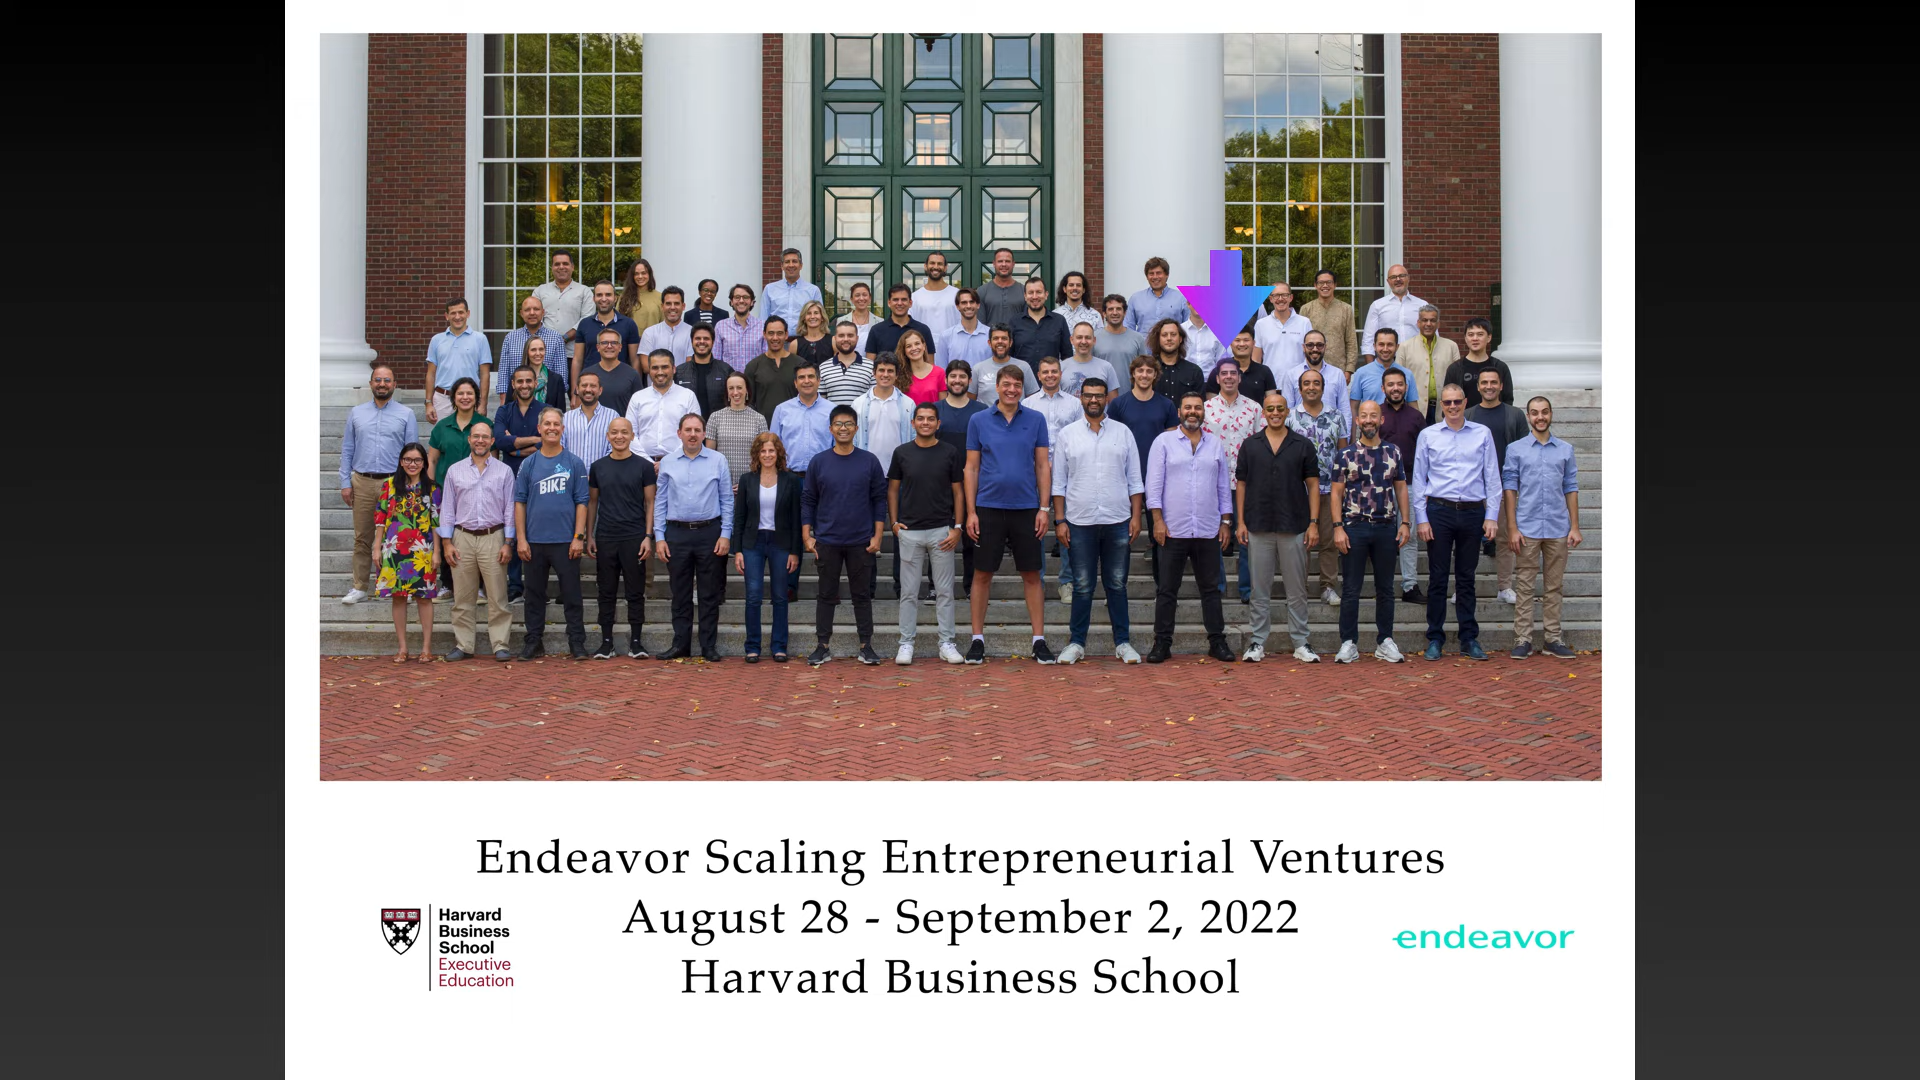 BIKE
Endeavor Scaling Entrepreneurial Ventures
August 28 - September 2, 2022
Harvard Business School
Harvard
Business
School
Executive
Education
endeavor